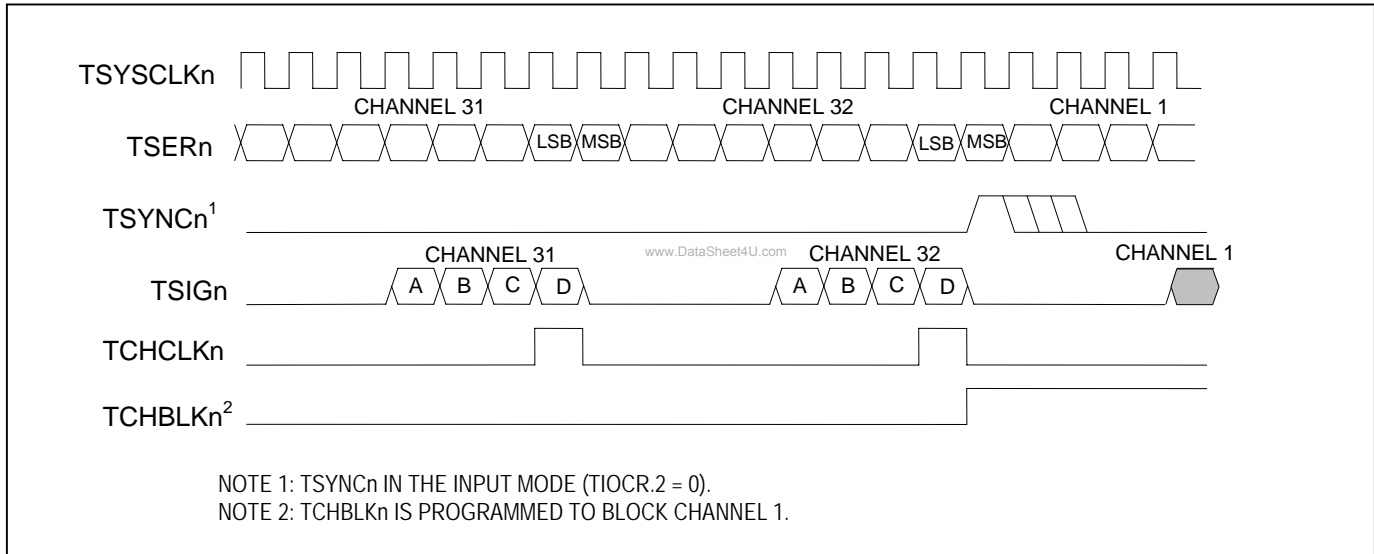 TSYSCLKn
CHANNEL 31 CHANNEL 32 CHANNEL 1
TSERn LSB MSB LSB MSB
TSYNCn1
www.DataSheet4U.com
CHANNEL 31 CHANNEL 32 CHANNEL 1
TSIGn A B C D A B C D
TCHCLKn
TCHBLKn2
NOTE 1: TSYNCn IN THE INPUT MODE (TIOCR.2 = 0).
NOTE 2: TCHBLKn IS PROGRAMMED TO BLOCK CHANNEL 1.